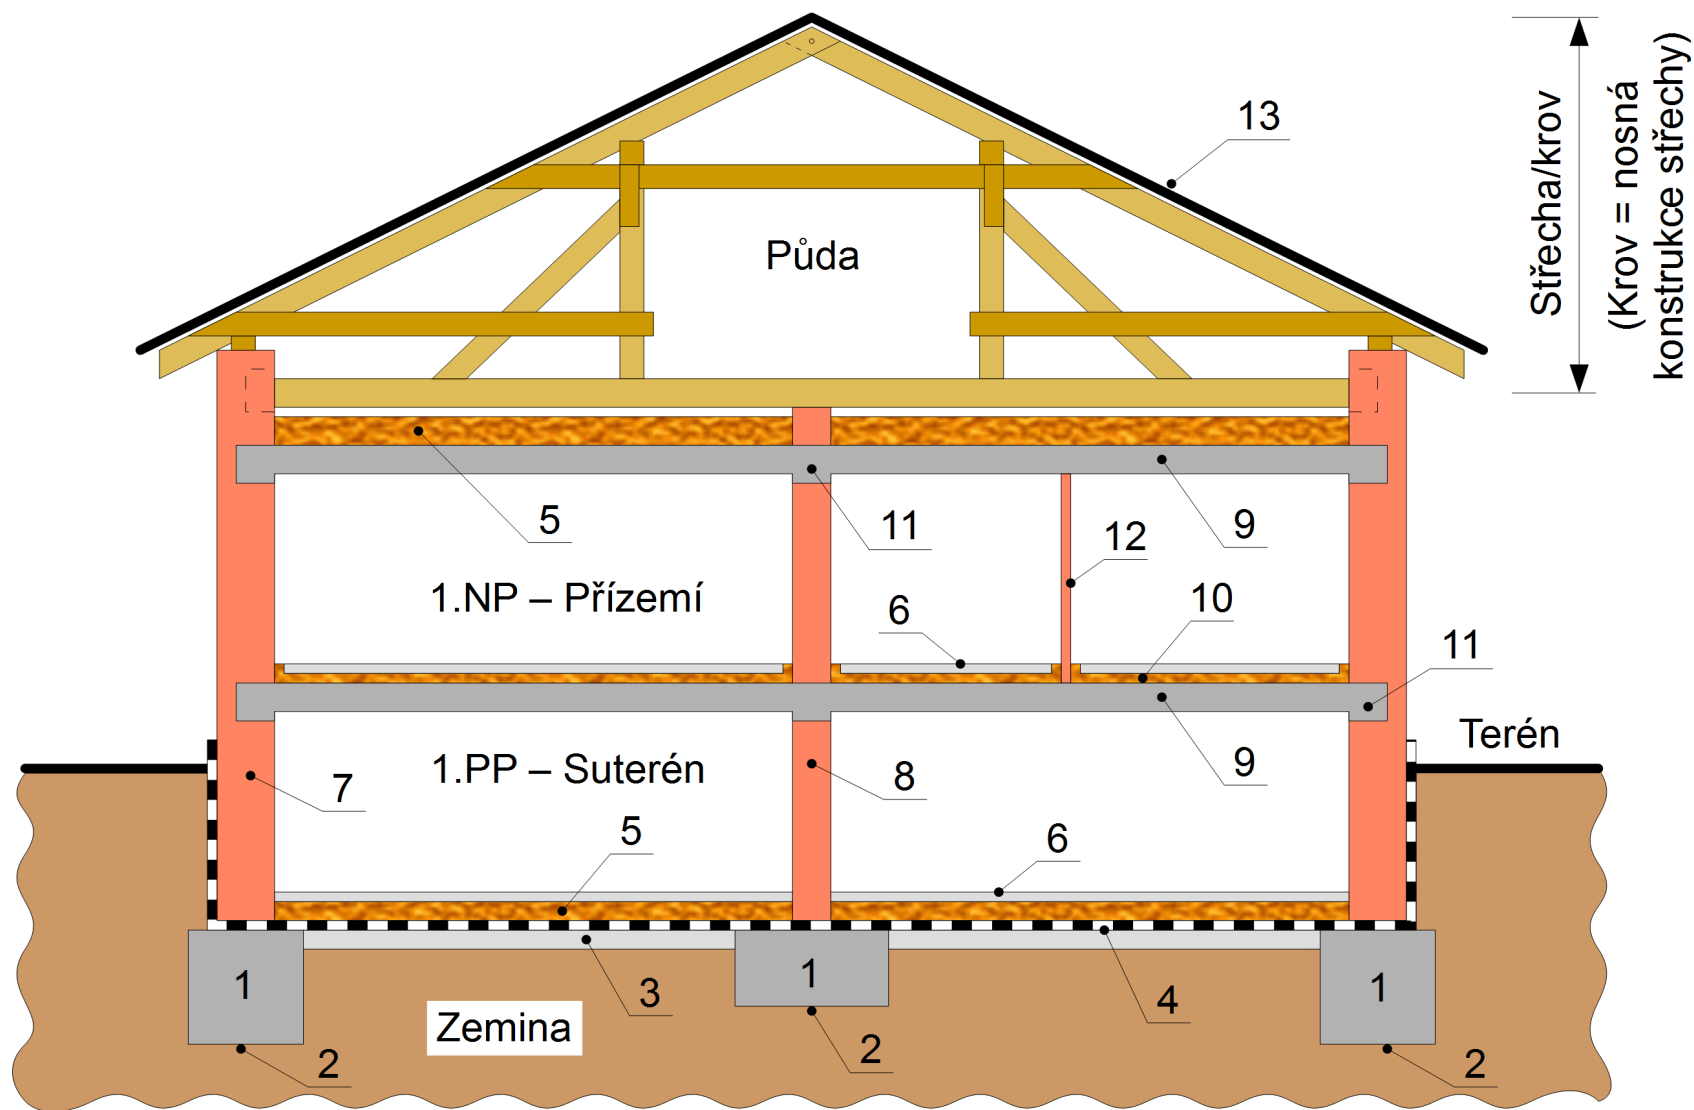 13
Střecha/krov
(Krov = nosná
konstrukce střechy)
Půda
5
11
9
12
1.NP – Přízemí
6
10
11
Terén
1.PP – Suterén
7
8
9
5
6
1
1
1
3
4
Zemina
2
2
2